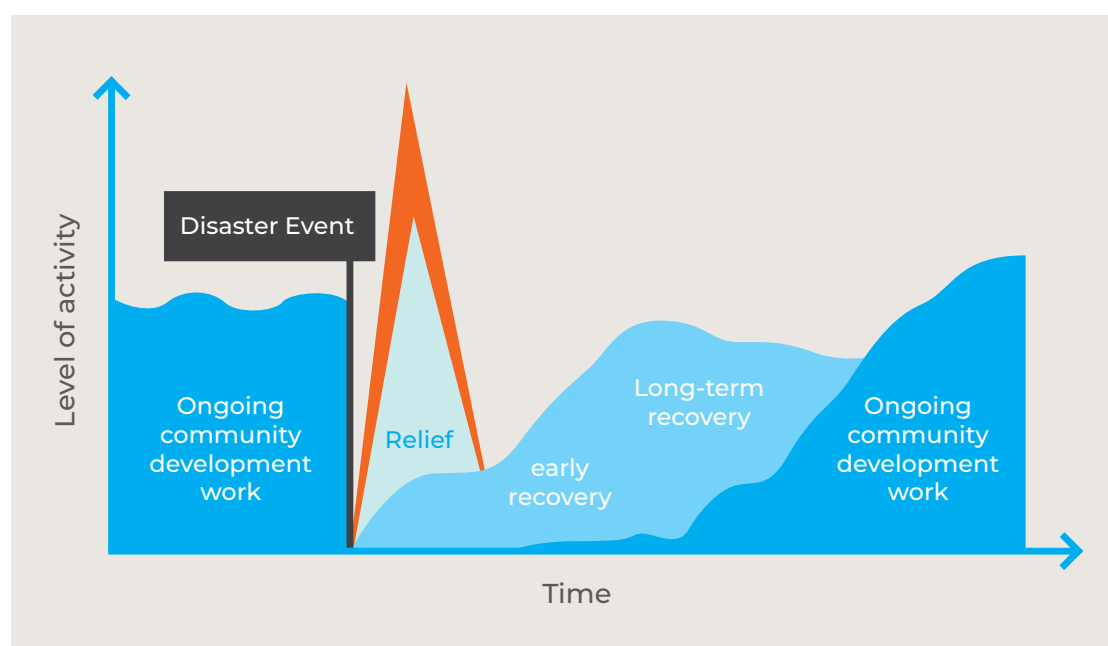 Disaster Event
Level of activity
Ongoing
community
development
work
Relief
early
recovery
Long-term
recovery
Ongoing
community
development
work
Time